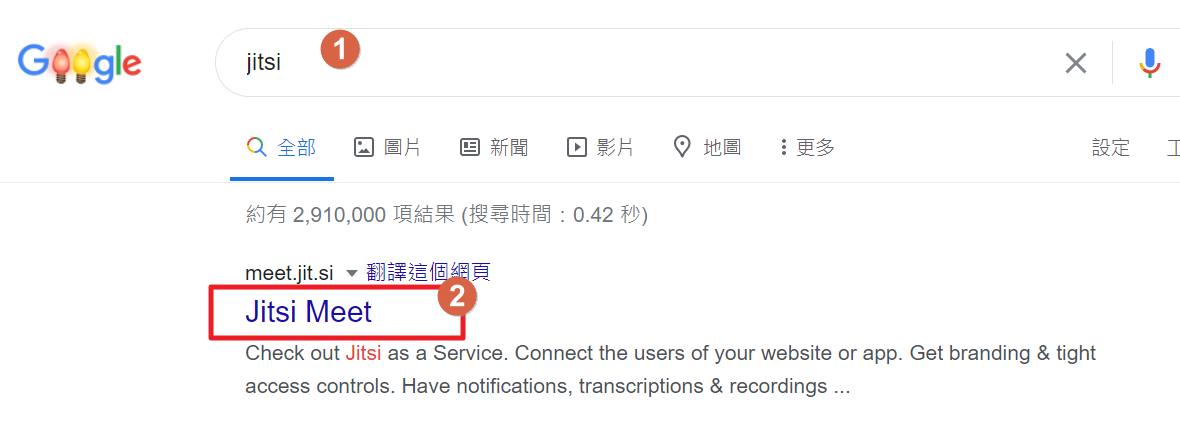 Google
jitsi 1
全部 圖片 新聞 影片 地圖 更多 設定
約有 2,910,000 項結果 (搜尋時間：0.42 秒)
meet.jit.si 翻譯這個網頁
Jitsi Meet 2
Check out Jitsi as a Service. Connect the users of your website or app. Get branding & tight
access controls. Have notifications, transcriptions & recordings ...